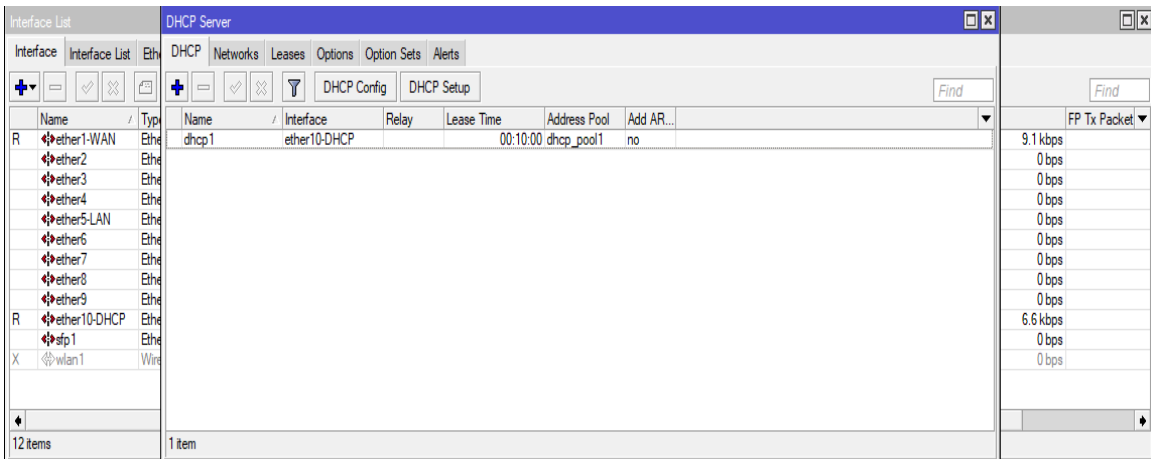 Interface List
DHCP Server
Interface Interface List Eth
DHCP Networks Leases Options Option Sets Alerts
DHCP Config DHCP Setup Find
Find
Name Typ
Name Interface Relay Lease Time Address Pool Add AR...
FP Tx Packet
R ether1-WAN Ethe
dhcp1 ether10-DHCP 00:10:00 dhcp_pool1 no
9.1 kbps
ether2 Ethe 0 bps
ether3 Ethe 0 bps
ether4 Ethe 0 bps
ether5-LAN Ethe 0 bps
ether6 Ethe 0 bps
ether7 Ethe 0 bps
ether8 Ethe 0 bps
ether9 Ethe 0 bps
R ether10-DHCP Ethe 6.6 kbps
sfp1 Ethe 0 bps
X wlan1 Wire 0 bps
12 items
1 item